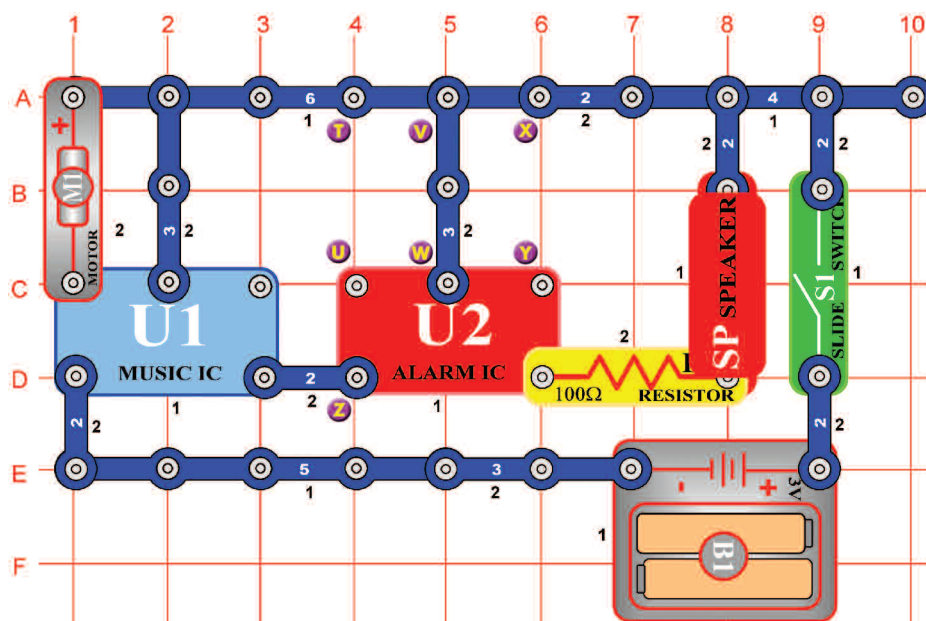 1 2 3 4 5 6 7 8 9 10
A 6 2 4
1 2 1
T V X
+ 2 2 2 2
B
M1 2 3 2 3 2 1 SPEAKER SWITCH 1
MOTOR U W Y
C S1
U1 U2 2 SP SLIDE
D MUSIC IC 2 ALARM IC 100Ω RESISTOR
1 2 Z 1
2 2 2 2
E 5 3 - + 3V
1 2
1
F B1